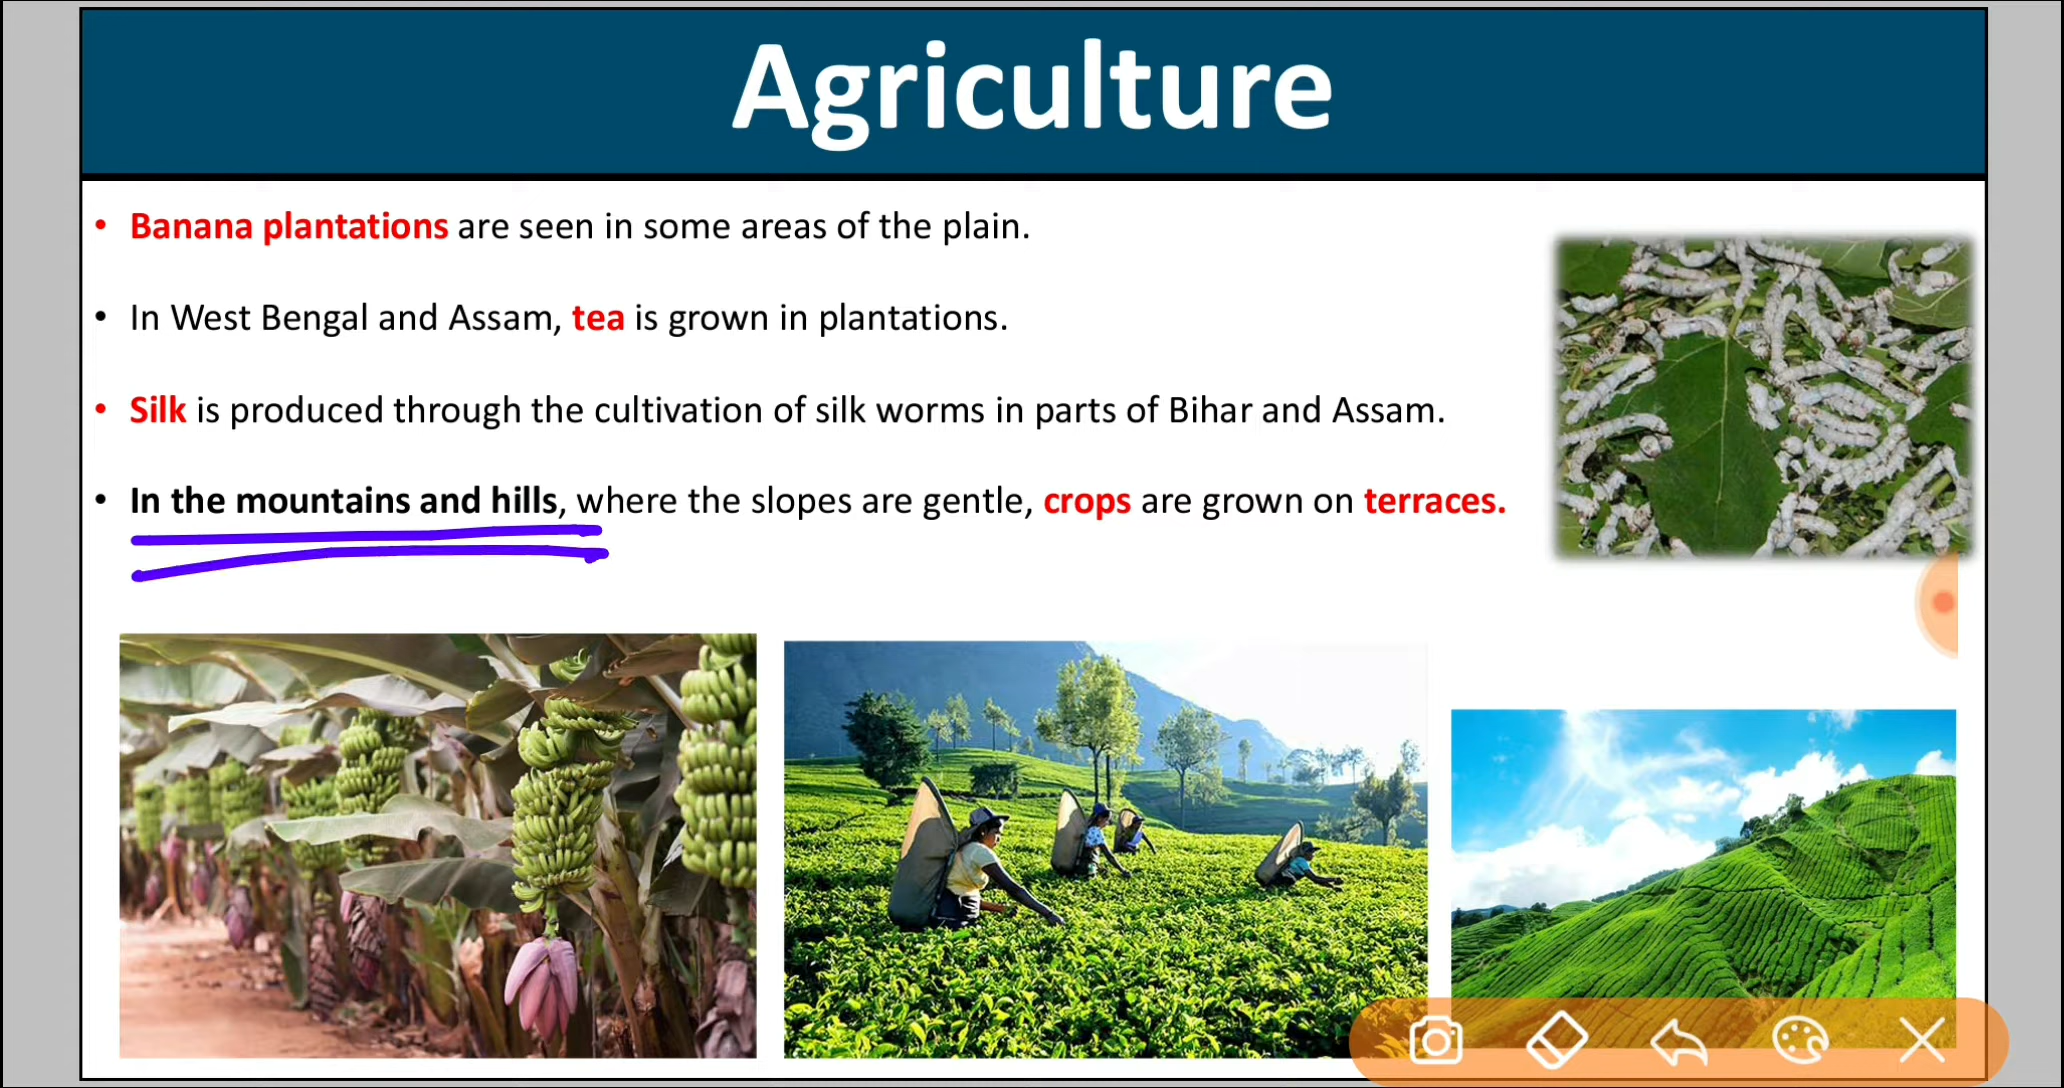 Agriculture
• Banana plantations are seen in some areas of the plain.
• In West Bengal and Assam, tea is grown in plantations.
• Silk is produced through the cultivation of silk worms in parts of Bihar and Assam.
• In the mountains and hills, where the slopes are gentle, crops are grown on terraces.